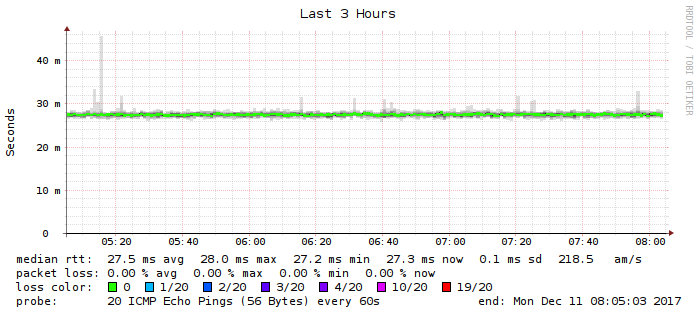 Last 3 Hours
RRDTOOL / TOBI OETIKER
Seconds
40 m
30 m
20 m
10 m
0
05:20 05:40 06:00 06:20 06:40 07:00 07:20 07:40 08:00
median rtt: 27.5 ms avg 28.0 ms max 27.2 ms min 27.3 ms now 0.1 ms sd 218.5 am/s
packet loss: 0.00 % avg 0.00 % max 0.00 % min 0.00 % now
loss color: 0 1/20 2/20 3/20 4/20 10/20 19/20
probe: 20 ICMP Echo Pings (56 Bytes) every 60s end: Mon Dec 11 08:05:03 2017